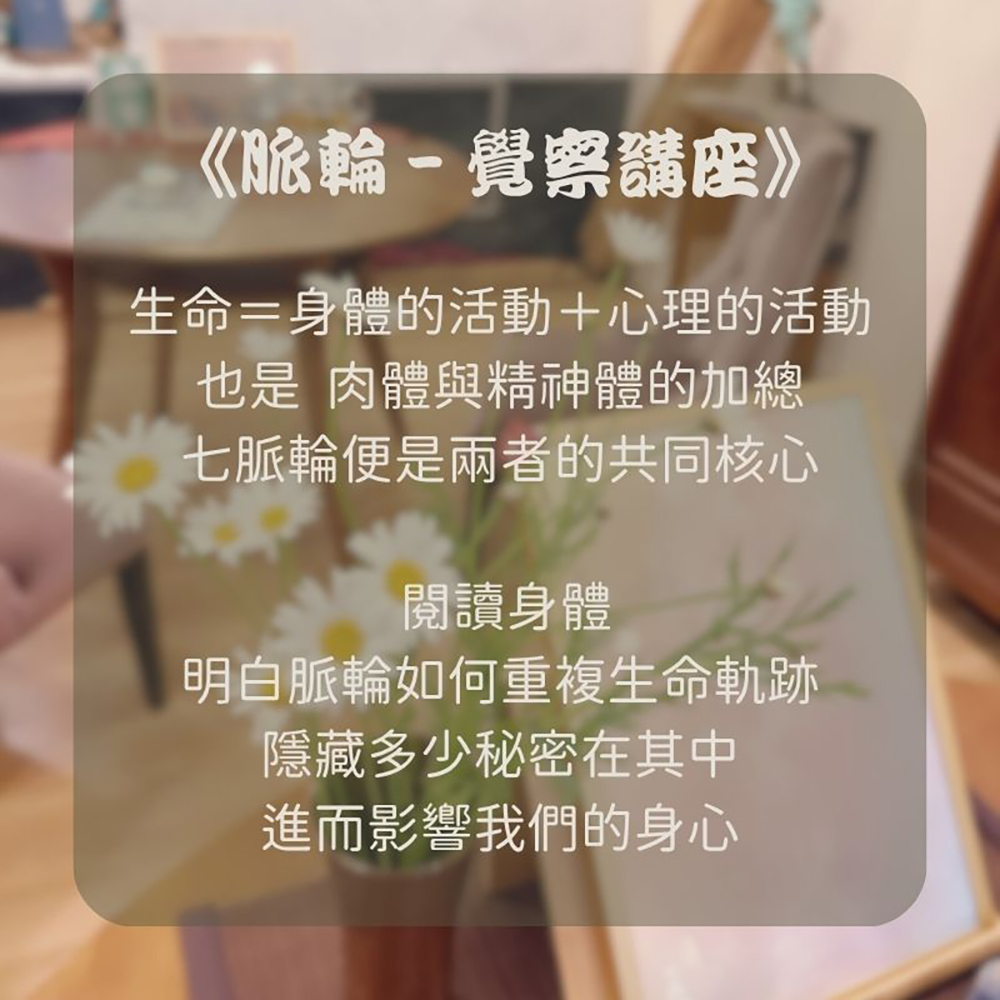 《脈輪－覺察講座》
生命＝身體的活動＋心理的活動
也是 肉體與精神體的加總
七脈輪便是兩者的共同核心
閱讀身體
明白脈輪如何重複生命軌跡
隱藏多少秘密在其中
進而影響我們的身心